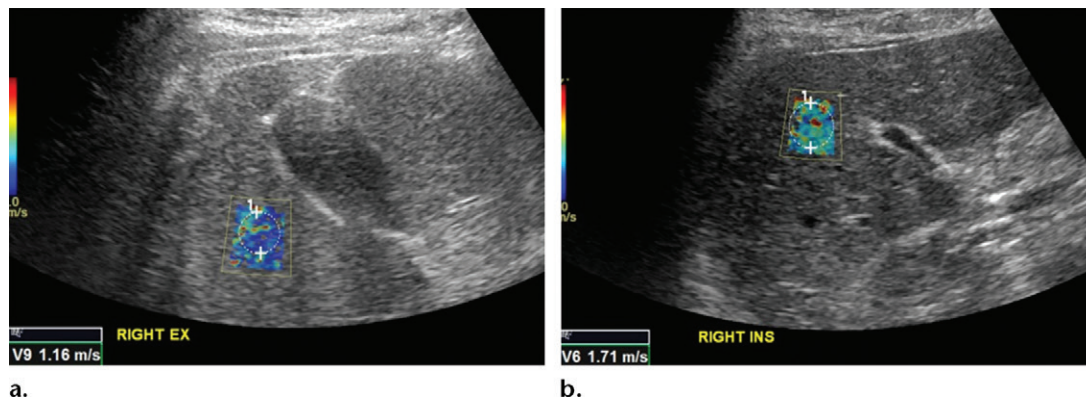 1
.0
m/s
RIGHT EX
V9 1.16 m/s
a.
1
0
m/s
RIGHT INS
V6 1.71 m/s
b.